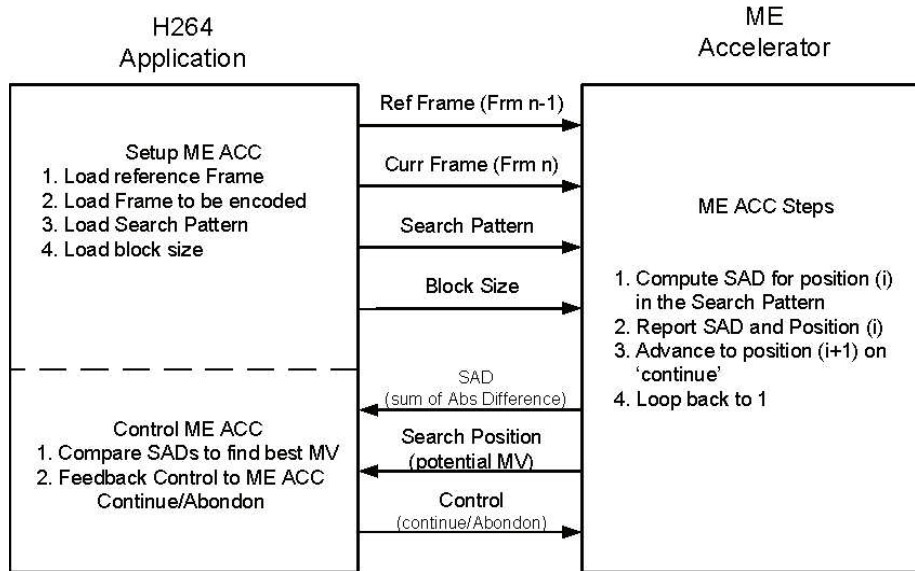 H264
Application
ME
Accelerator
Setup ME ACC
1. Load reference Frame
2. Load Frame to be encoded
3. Load Search Pattern
4. Load block size
Control ME ACC
1. Compare SADs to find best MV
2. Feedback Control to ME ACC
Continue/Abondon
Ref Frame (Frm n-1)
Curr Frame (Frm n)
Search Pattern
Block Size
SAD
(sum of Abs Difference)
Search Position
(potential MV)
Control
(continue/Abondon)
ME ACC Steps
1. Compute SAD for position (i)
in the Search Pattern
2. Report SAD and Position (i)
3. Advance to position (i+1) on
‘continue’
4. Loop back to 1